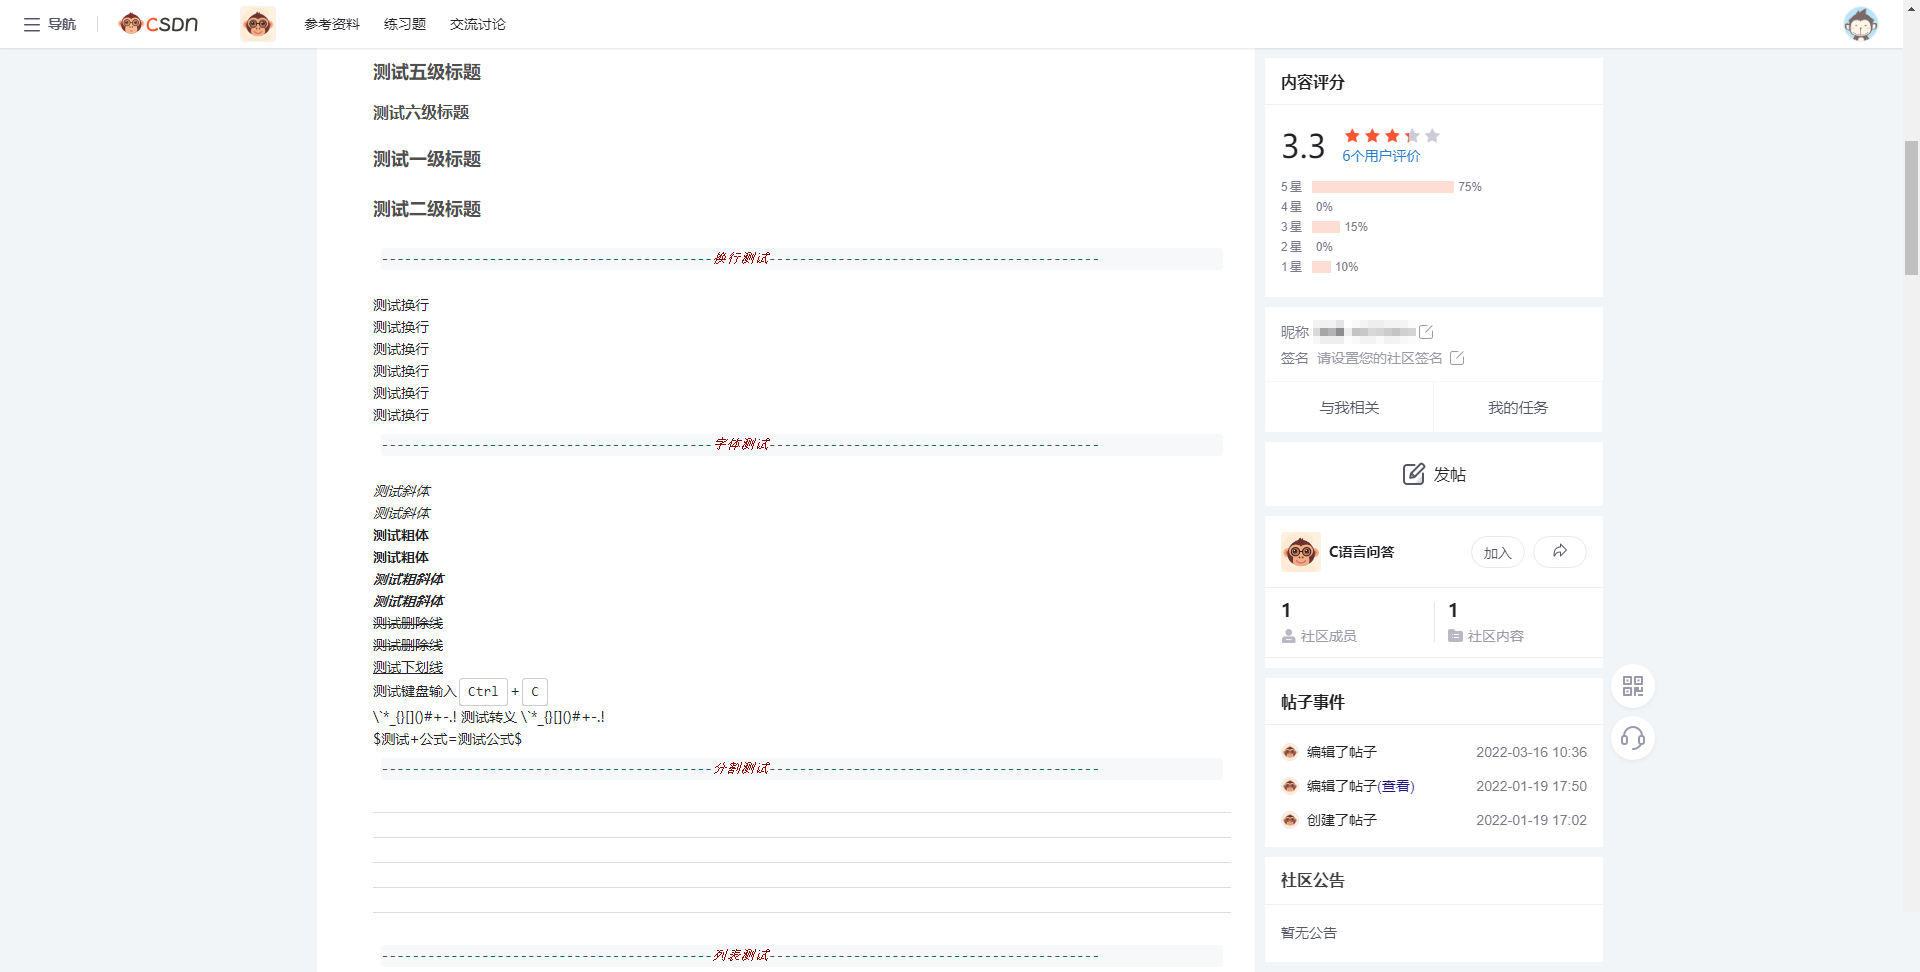 导航
CSDN
参考资料
练习题
交流讨论
测试五级标题
测试六级标题
测试一级标题
测试二级标题
-------------------------------------------换行测试-------------------------------------------
测试换行
测试换行
测试换行
测试换行
测试换行
测试换行
-------------------------------------------字体测试-------------------------------------------
测试斜体
测试斜体
测试粗体
测试粗体
测试粗斜体
测试粗斜体
测试删除线
测试删除线
测试下划线
测试键盘输入 Ctrl + C
\`*_{}[]()#+-.! 测试转义 \`*_{}[]()#+-.!
$测试+公式=测试公式$
-------------------------------------------分割测试-------------------------------------------
-------------------------------------------列表测试-------------------------------------------
内容评分
3.3
6个用户评价
5星 75%
4星 0%
3星 15%
2星 0%
1星 10%
昵称
签名 请设置您的社区签名
与我相关
我的任务
发帖
C语言问答
加入
1
社区成员
1
社区内容
帖子事件
编辑了帖子 2022-03-16 10:36
编辑了帖子(查看) 2022-01-19 17:50
创建了帖子 2022-01-19 17:02
社区公告
暂无公告